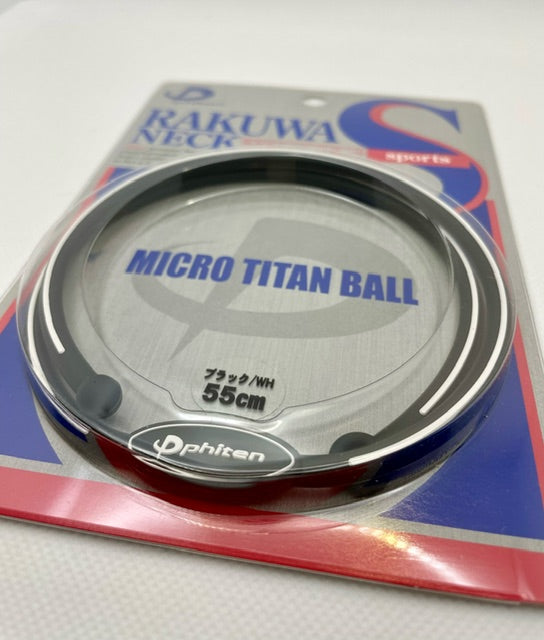 RAKUWA
NECK
S
sports
MICRO TITAN BALL
ブラック/WH
55cm
phiten